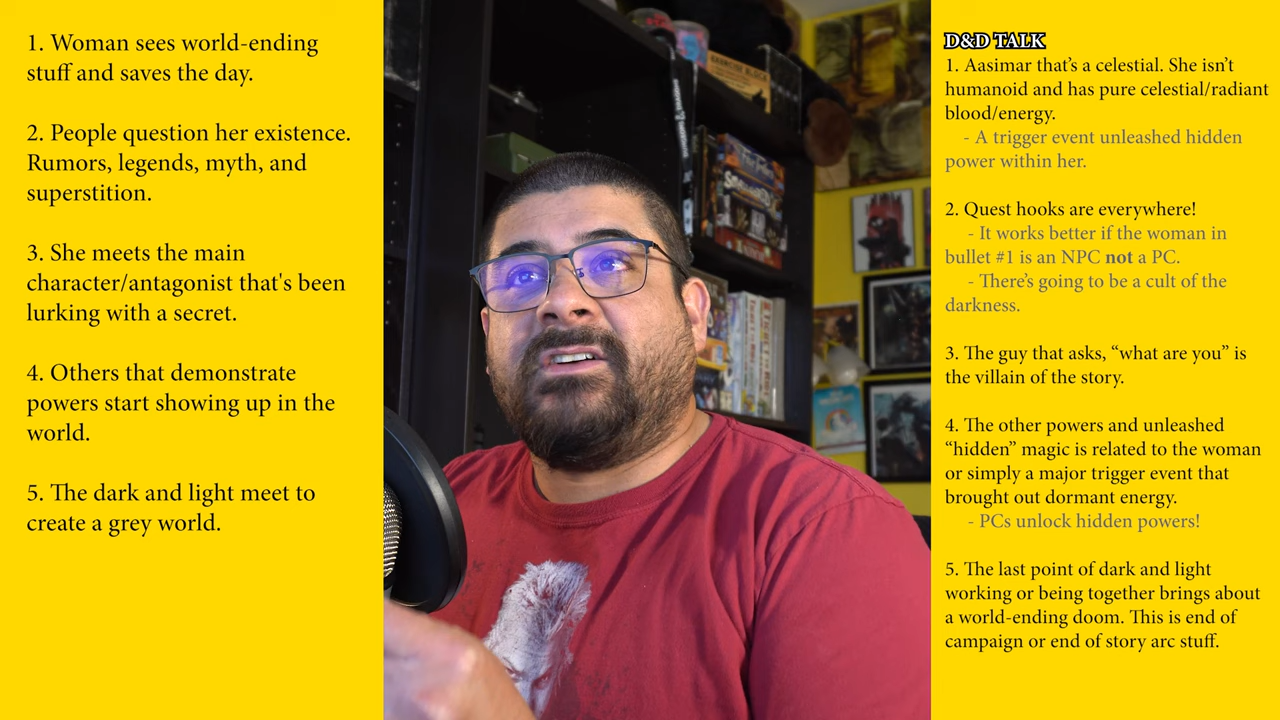 1. Woman sees world-ending
stuff and saves the day.
2. People question her existence.
Rumors, legends, myth, and
superstition.
3. She meets the main
character/antagonist that's been
lurking with a secret.
4. Others that demonstrate
powers start showing up in the
world.
5. The dark and light meet to
create a grey world.
D&D TALK
1. Aasimar that’s a celestial. She isn’t
humanoid and has pure celestial/radiant
blood/energy.
- A trigger event unleashed hidden
power within her.
2. Quest hooks are everywhere!
- It works better if the woman in
bullet #1 is an NPC not a PC.
- There’s going to be a cult of the
darkness.
3. The guy that asks, “what are you” is
the villain of the story.
4. The other powers and unleashed
“hidden” magic is related to the woman
or simply a major trigger event that
brought out dormant energy.
- PCs unlock hidden powers!
5. The last point of dark and light
working or being together brings about
a world-ending doom. This is end of
campaign or end of story arc stuff.